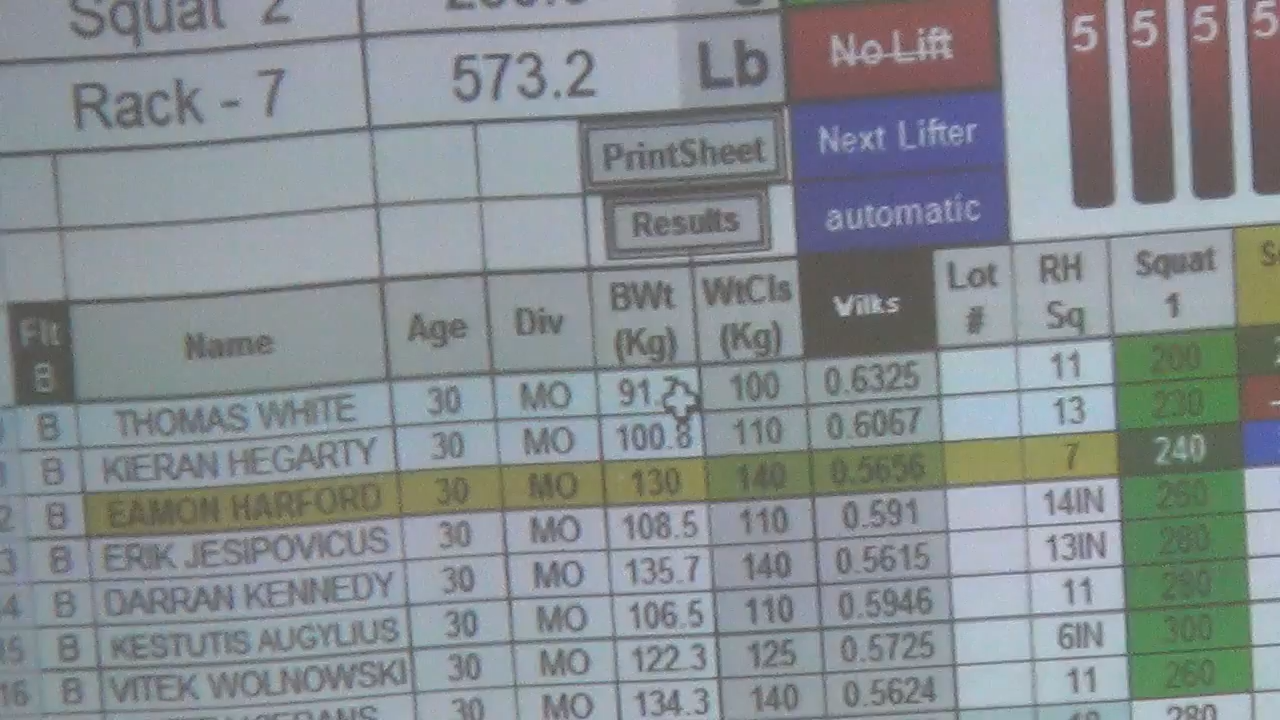 Squat 2
Rack - 7 573.2 Lb
No Lift
5 5 5 5
PrintSheet Next Lifter
Results automatic
Flt B Name Age Div BWt (Kg) WtCls (Kg) Wilks Lot # RH Sq Squat 1
B THOMAS WHITE 30 MO 91.7 100 0.6325 11 200
B KIERAN HEGARTY 30 MO 100.8 110 0.6067 13 230
B EAMON HARFORD 30 MO 130 140 0.5656 7 240
B ERIK JESIPOVICUS 30 MO 108.5 110 0.591 14IN 260
B DARRAN KENNEDY 30 MO 135.7 140 0.5615 13IN 280
B KESTUTIS AUGYLIUS 30 MO 106.5 110 0.5946 11 280
16 B VITEK WOLNOWSKI 30 MO 122.3 125 0.5725 6IN 300
30 MO 134.3 140 0.5624 11 260
280